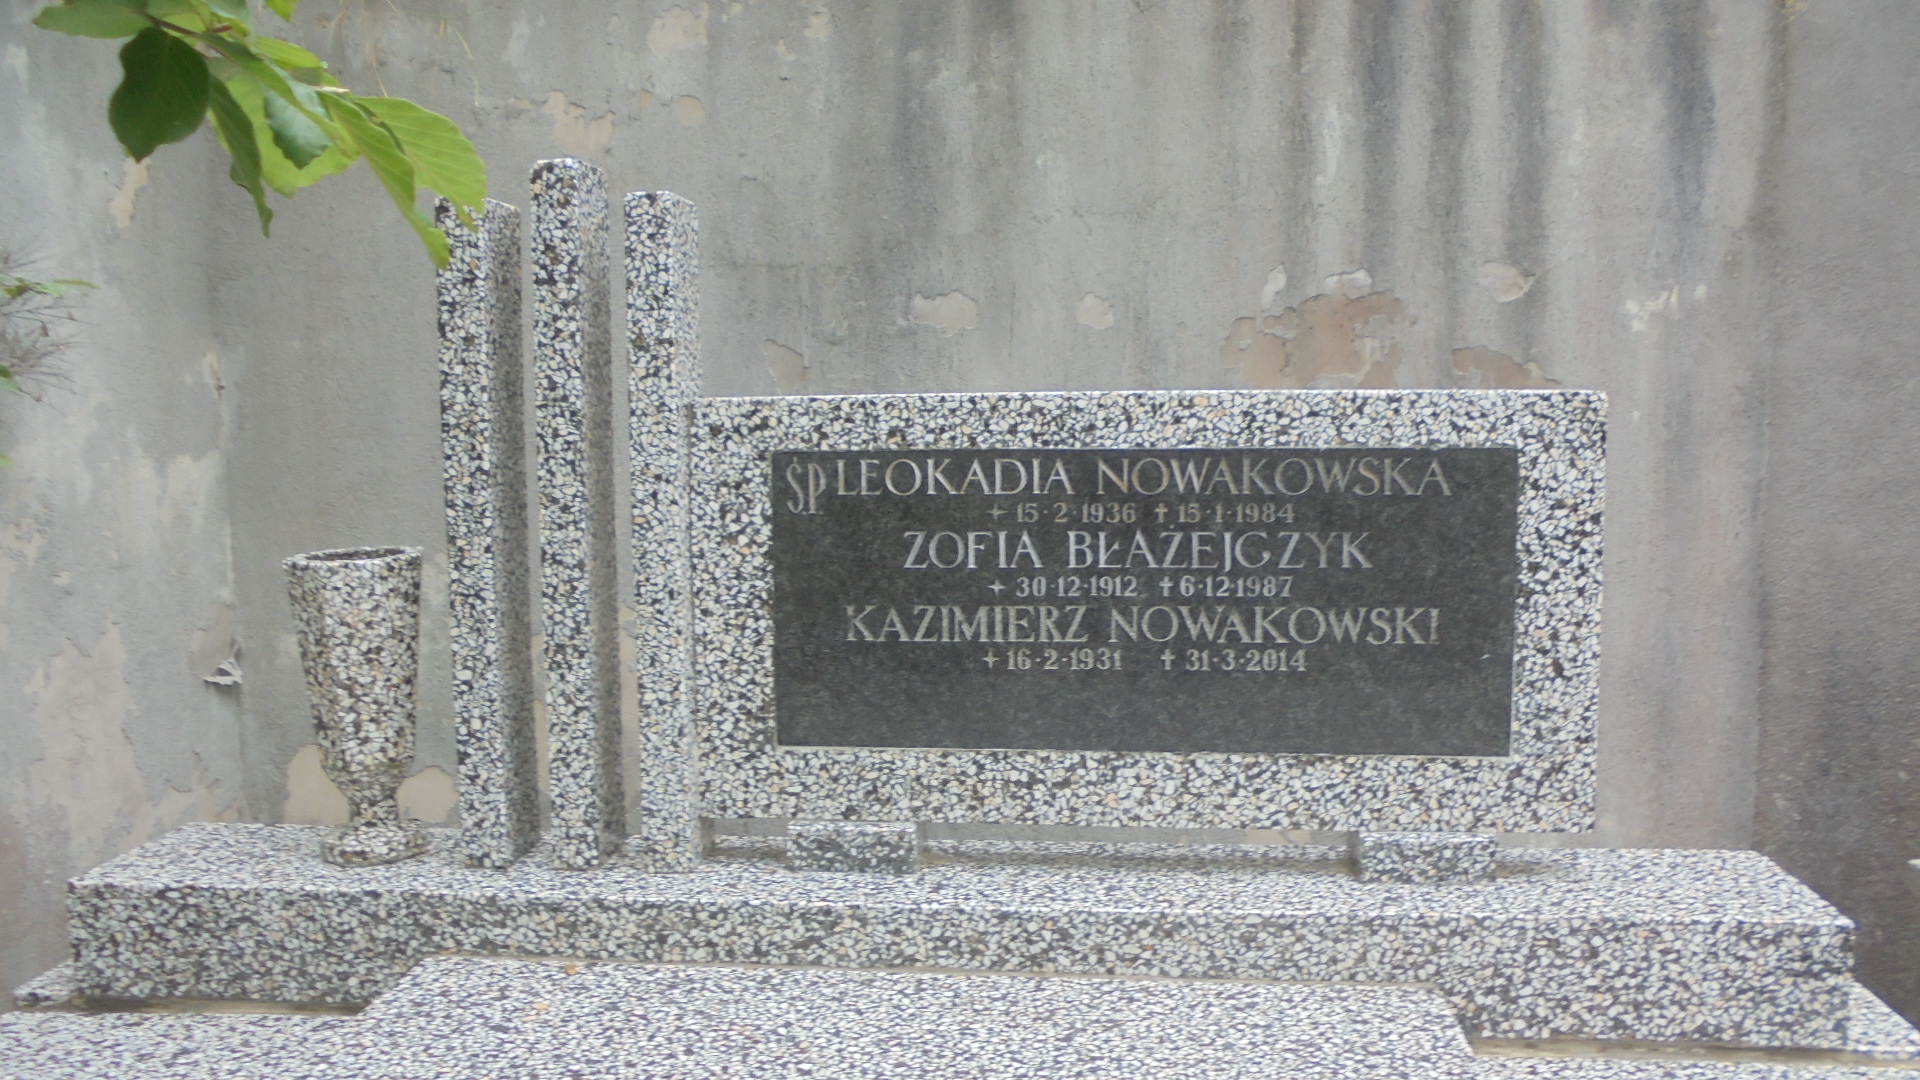 Ś.P. LEOKADIA NOWAKOWSKA
✦ 15·2·1936 ✝ 15·1·1984
ZOFIA BŁAŻEJCZYK
✦ 30·12·1912 ✝ 6·12·1987
KAZIMIERZ NOWAKOWSKI
✦ 16·2·1931 ✝ 31·3·2014